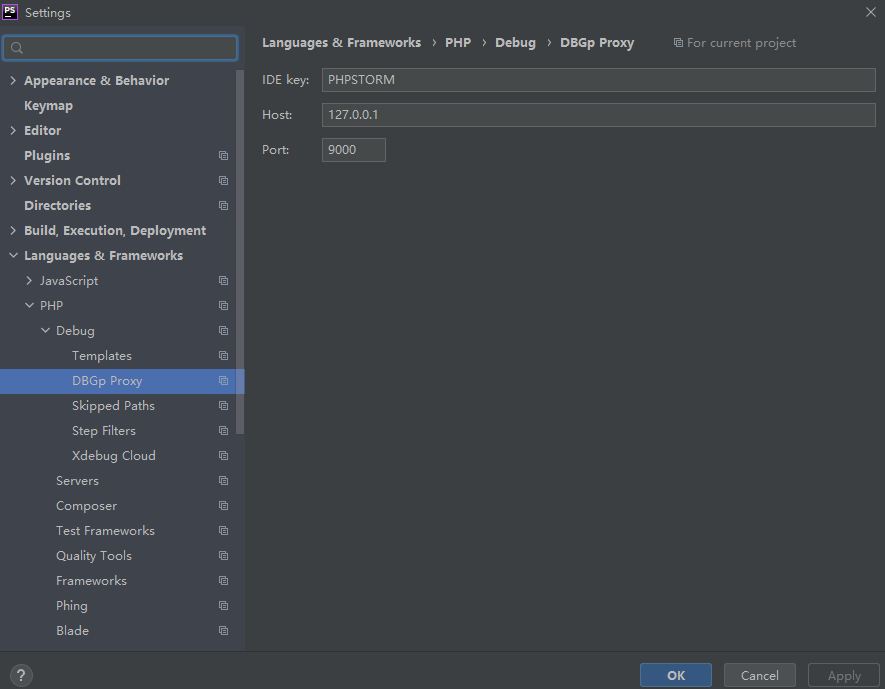 PS Settings
Appearance & Behavior
Keymap
Editor
Plugins
Version Control
Directories
Build, Execution, Deployment
Languages & Frameworks
JavaScript
PHP
Debug
Templates
DBGp Proxy
Skipped Paths
Step Filters
Xdebug Cloud
Servers
Composer
Test Frameworks
Quality Tools
Frameworks
Phing
Blade
Languages & Frameworks › PHP › Debug › DBGp Proxy For current project
IDE key: PHPSTORM
Host: 127.0.0.1
Port: 9000
? OK Cancel Apply